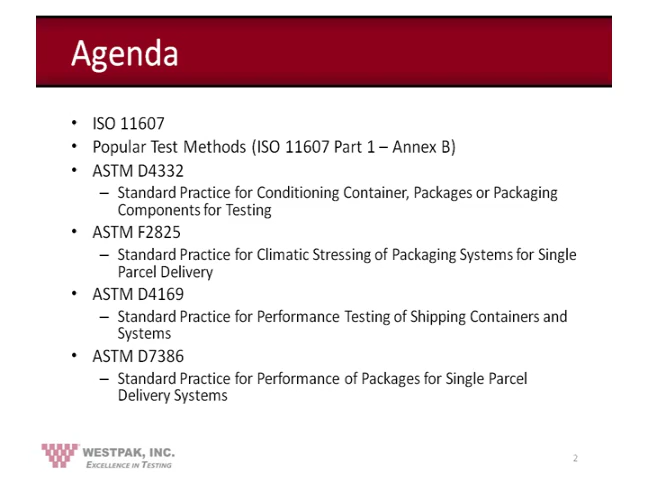 Agenda
• ISO 11607
• Popular Test Methods (ISO 11607 Part 1 – Annex B)
• ASTM D4332
– Standard Practice for Conditioning Container, Packages or Packaging
Components for Testing
• ASTM F2825
– Standard Practice for Climatic Stressing of Packaging Systems for Single
Parcel Delivery
• ASTM D4169
– Standard Practice for Performance Testing of Shipping Containers and
Systems
• ASTM D7386
– Standard Practice for Performance of Packages for Single Parcel
Delivery Systems
WESTPAK, INC.
EXCELLENCE IN TESTING
2